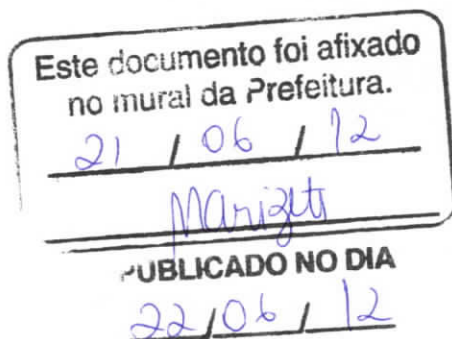 Este documento foi afixado
no mural da Prefeitura.
21 / 06 / 12
PUBLICADO NO DIA
22 / 06 / 12